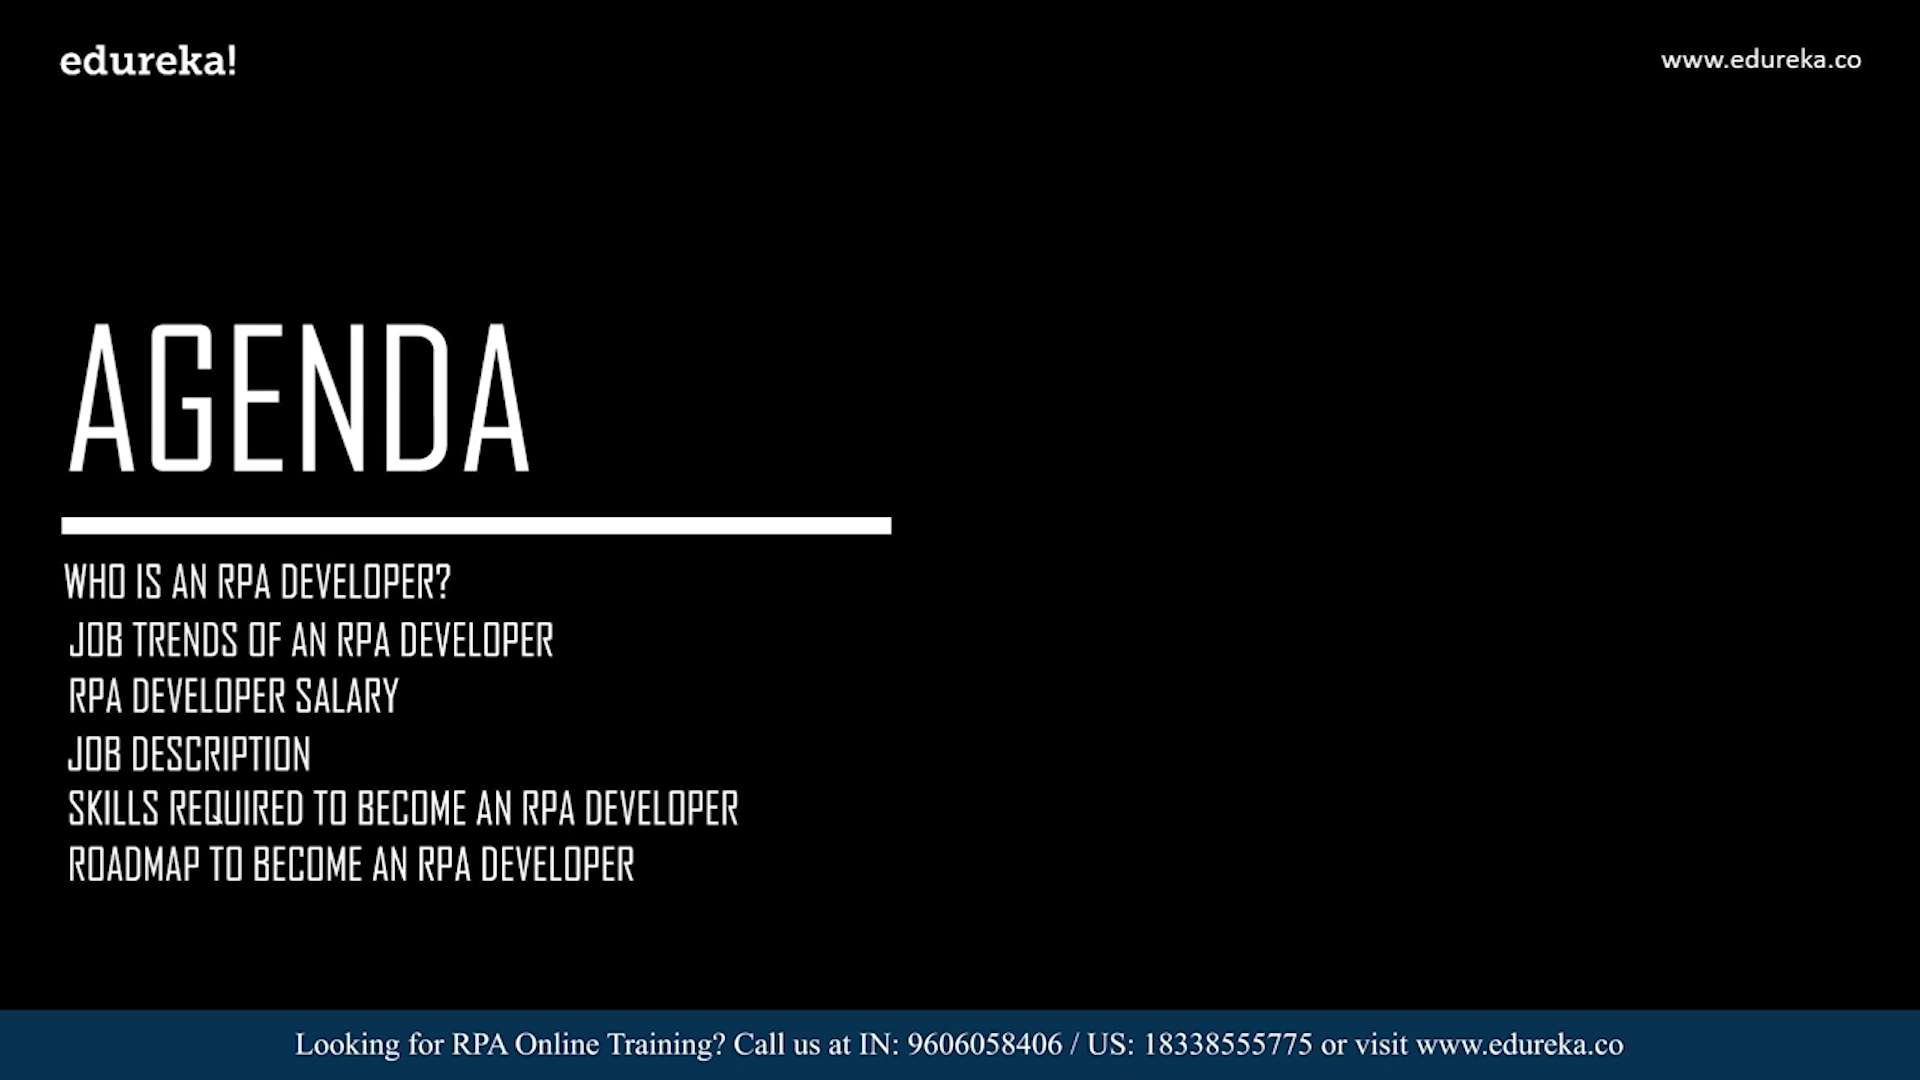 edureka!
www.edureka.co
AGENDA
WHO IS AN RPA DEVELOPER?
JOB TRENDS OF AN RPA DEVELOPER
RPA DEVELOPER SALARY
JOB DESCRIPTION
SKILLS REQUIRED TO BECOME AN RPA DEVELOPER
ROADMAP TO BECOME AN RPA DEVELOPER
Looking for RPA Online Training? Call us at IN: 9606058406 / US: 18338555775 or visit www.edureka.co